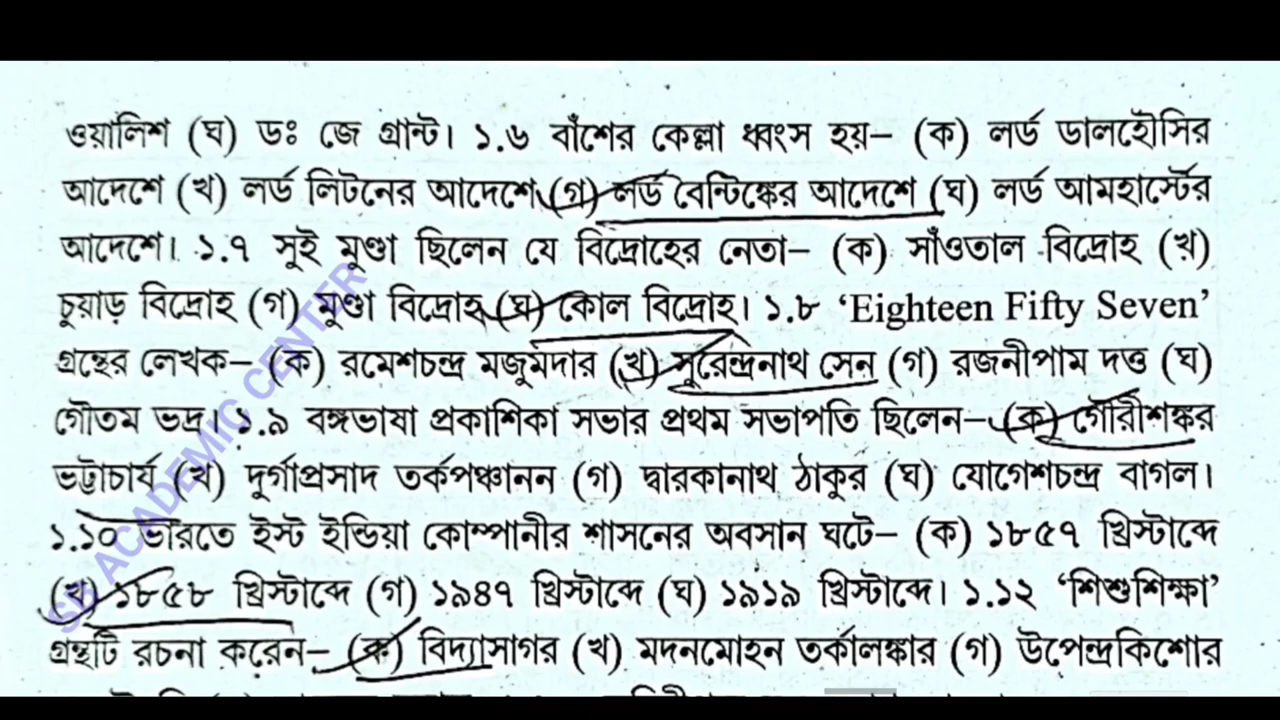 ওয়ালিশ (ঘ) ডঃ জে গ্রান্ট। ১.৬ বাঁশের কেল্লা ধ্বংস হয়– (ক) লর্ড ডালহৌসির
আদেশে (খ) লর্ড লিটনের আদেশে (গ) লর্ড বেন্টিঙ্কের আদেশে (ঘ) লর্ড আমহার্স্টের
আদেশে। ১.৭ সুই মুণ্ডা ছিলেন যে বিদ্রোহের নেতা– (ক) সাঁওতাল বিদ্রোহ (খ)
চুয়াড় বিদ্রোহ (গ) মুণ্ডা বিদ্রোহ (ঘ) কোল বিদ্রোহ। ১.৮ ‘Eighteen Fifty Seven’
গ্রন্থের লেখক– (ক) রমেশচন্দ্র মজুমদার (খ) সুরেন্দ্রনাথ সেন (গ) রজনীপাম দত্ত (ঘ)
গৌতম ভদ্র। ১.৯ বঙ্গভাষা প্রকাশিকা সভার প্রথম সভাপতি ছিলেন– (ক) গৌরীশঙ্কর
ভট্টাচার্য (খ) দুর্গাপ্রসাদ তর্কপঞ্চানন (গ) দ্বারকানাথ ঠাকুর (ঘ) যোগেশচন্দ্র বাগল।
১.১০ ভারতে ইস্ট ইন্ডিয়া কোম্পানীর শাসনের অবসান ঘটে– (ক) ১৮৫৭ খ্রিস্টাব্দে
(খ) ১৮৫৮ খ্রিস্টাব্দে (গ) ১৯৪৭ খ্রিস্টাব্দে (ঘ) ১৯১৯ খ্রিস্টাব্দে। ১.১২ ‘শিশুশিক্ষা’
গ্রন্থটি রচনা করেন– (ক) বিদ্যাসাগর (খ) মদনমোহন তর্কালঙ্কার (গ) উপেন্দ্রকিশোর
SB ACADEMIC CENTER